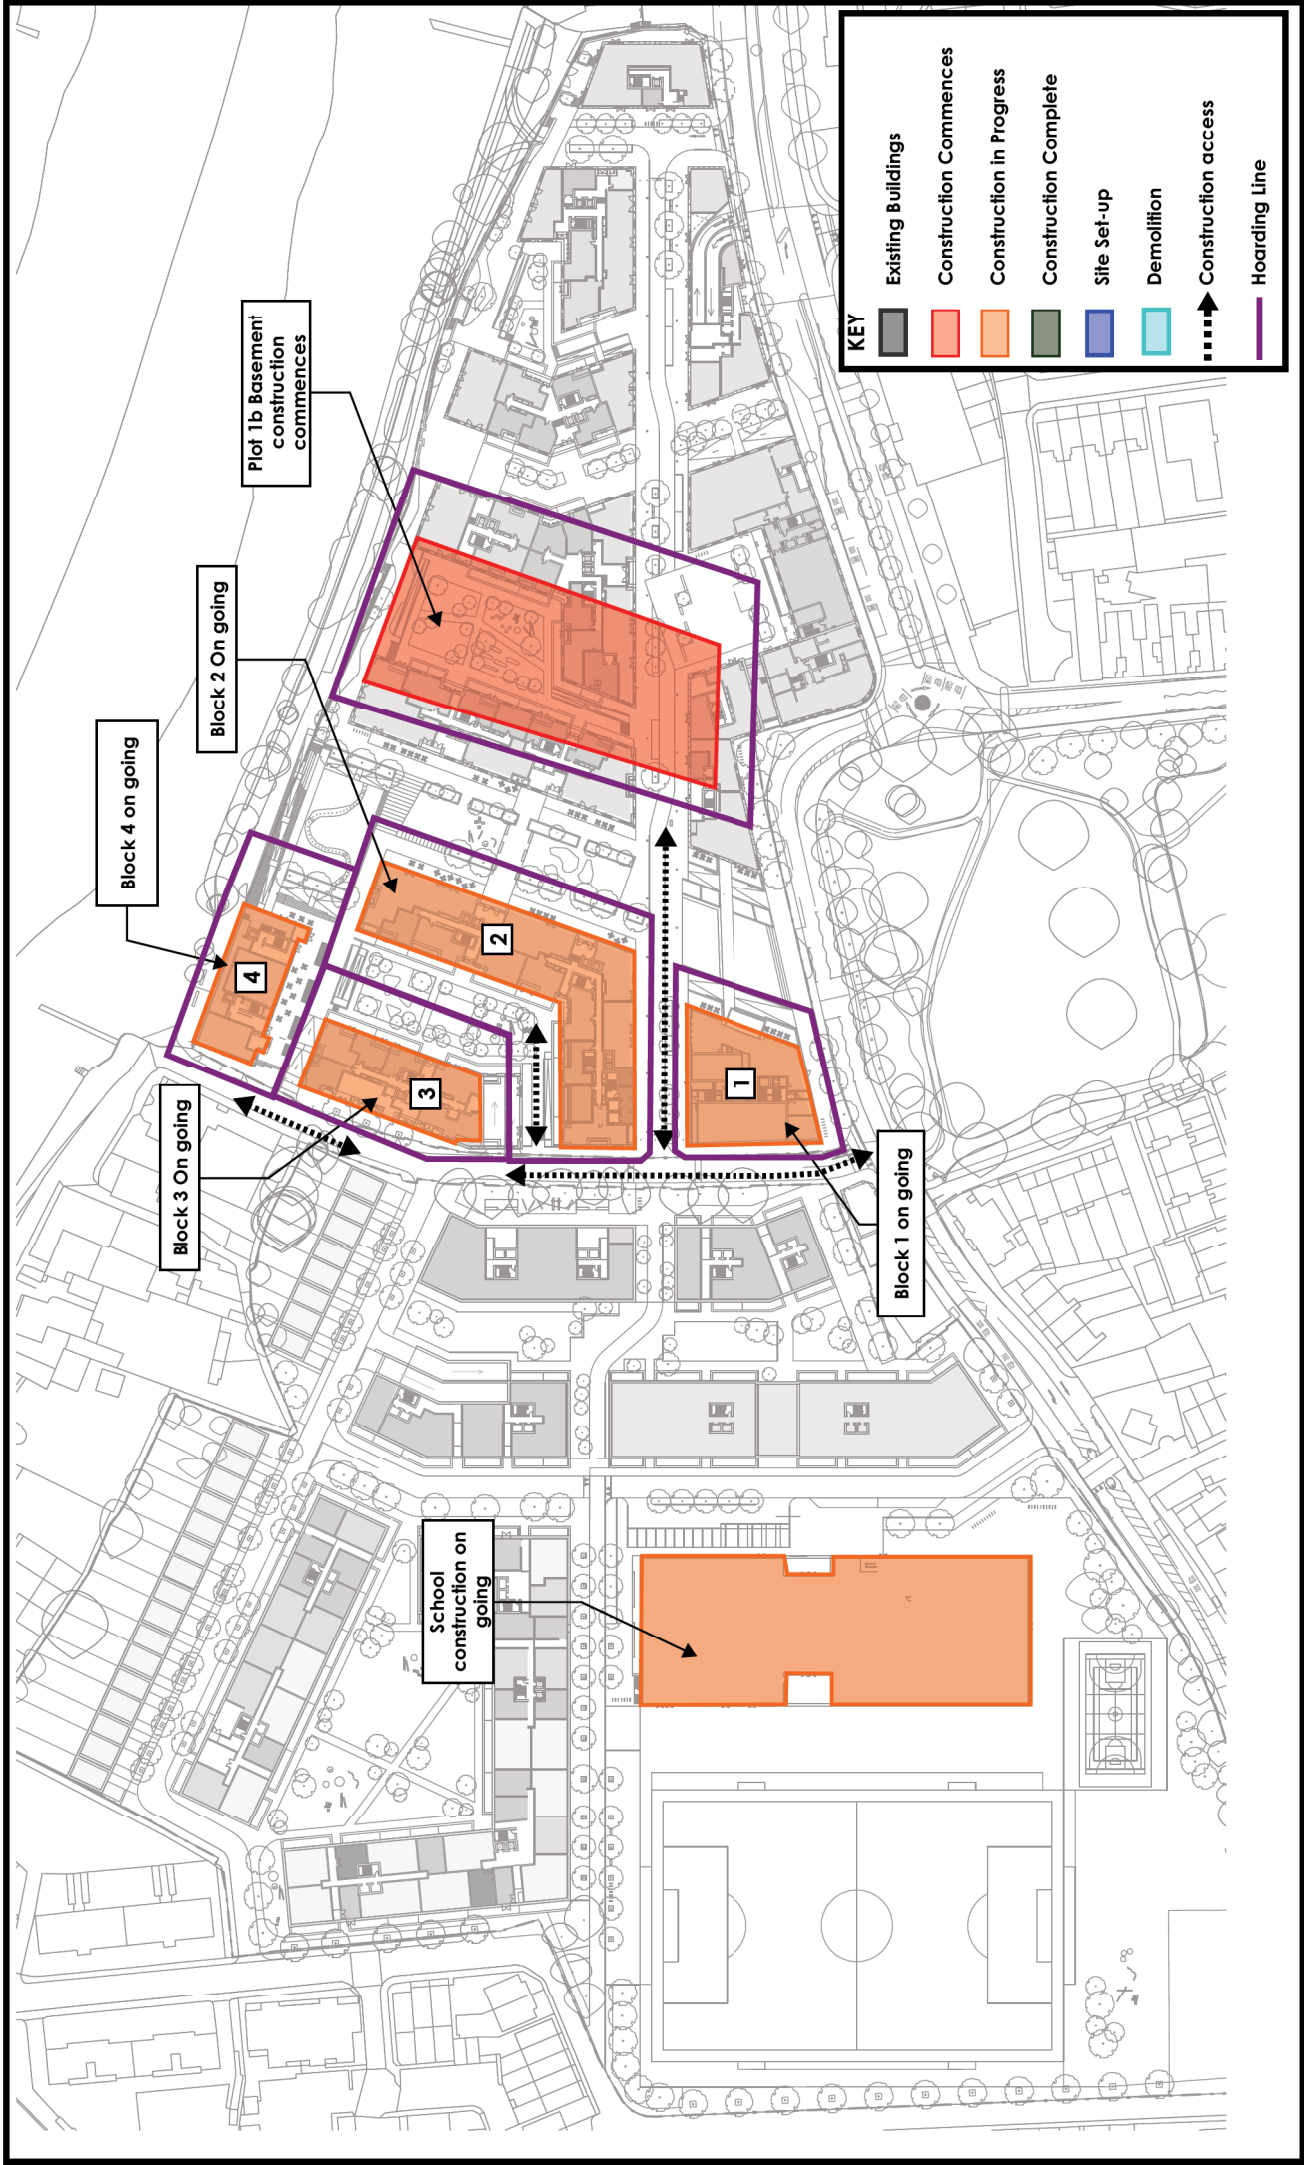 Plot 1b Basement
construction
commences
Block 2 On going
Block 4 on going
Block 3 On going
Block 1 on going
School
construction on
going
4
2
3
1
KEY
Existing Buildings
Construction Commences
Construction in Progress
Construction Complete
Site Set-up
Demolition
Construction access
Hoarding Line